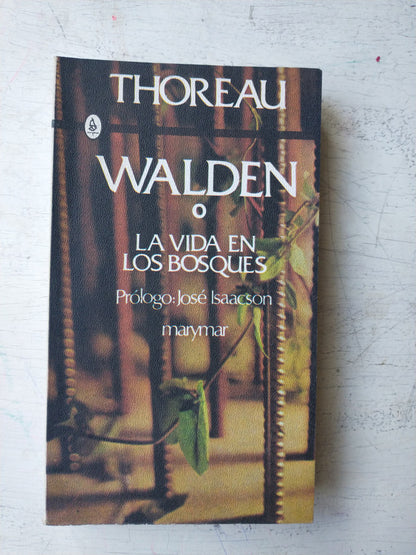 THOREAU
WALDEN
O
LA VIDA EN
LOS BOSQUES
Prólogo: José Isaacson
marymar